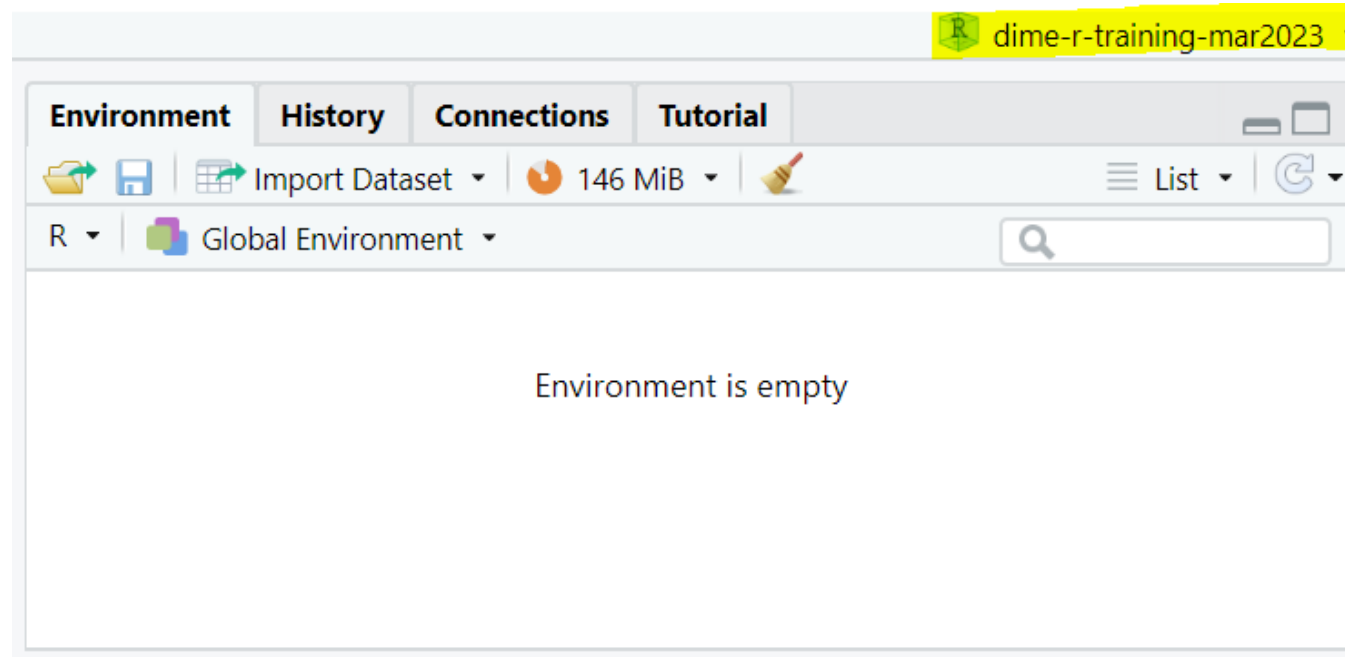 R dime-r-training-mar2023
Environment History Connections Tutorial
Import Dataset 146 MiB List
R Global Environment
Environment is empty